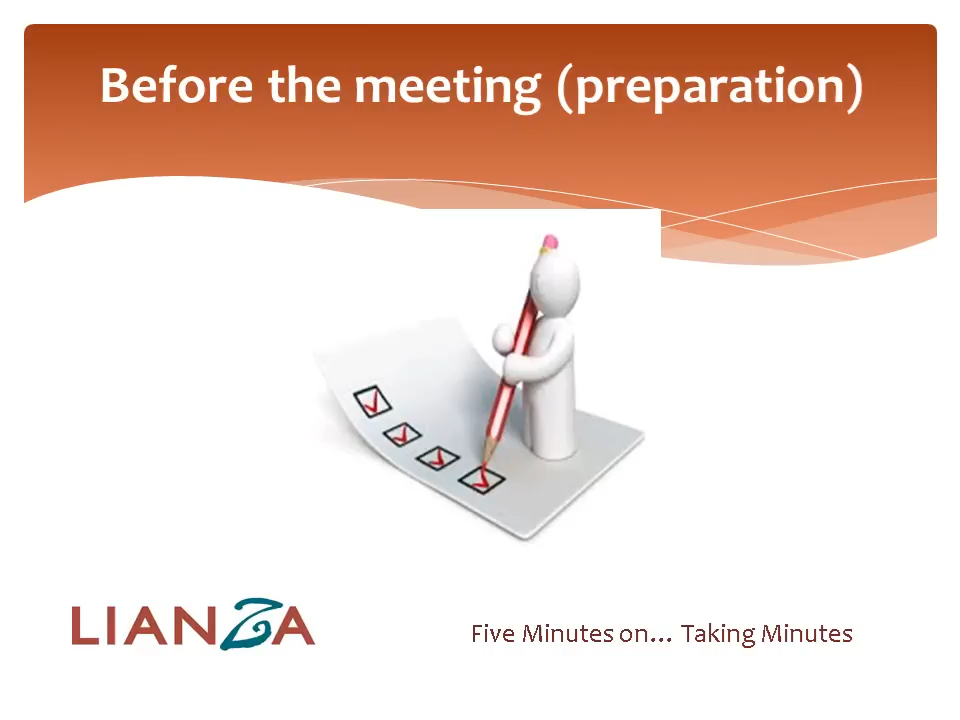 Before the meeting (preparation)
LIANZA
Five Minutes on... Taking Minutes